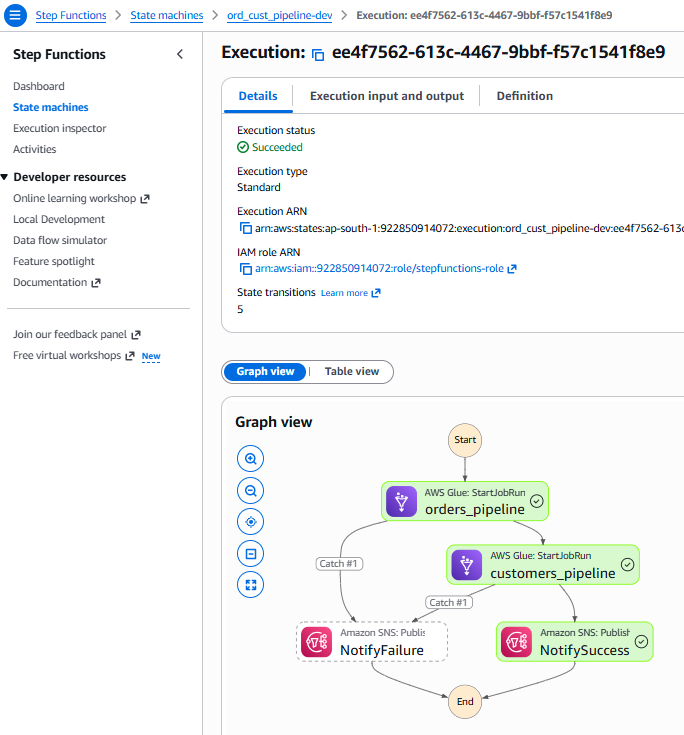 Step Functions > State machines > ord_cust_pipeline-dev > Execution: ee4f7562-613c-4467-9bbf-f57c1541f8e9
Step Functions
Dashboard
State machines
Execution inspector
Activities
Developer resources
Online learning workshop
Local Development
Data flow simulator
Feature spotlight
Documentation
Join our feedback panel
Free virtual workshops New
Execution: ee4f7562-613c-4467-9bbf-f57c1541f8e9
Details Execution input and output Definition
Execution status
Succeeded
Execution type
Standard
Execution ARN
arn:aws:states:ap-south-1:922850914072:execution:ord_cust_pipeline-dev:ee4f7562-613c
IAM role ARN
arn:aws:iam::922850914072:role/stepfunctions-role
State transitions Learn more
5
Graph view Table view
Graph view
Start
AWS Glue: StartJobRun
orders_pipeline
AWS Glue: StartJobRun
customers_pipeline
Catch #1
Catch #1
Amazon SNS: Publis
NotifyFailure
Amazon SNS: Publish
NotifySuccess
End